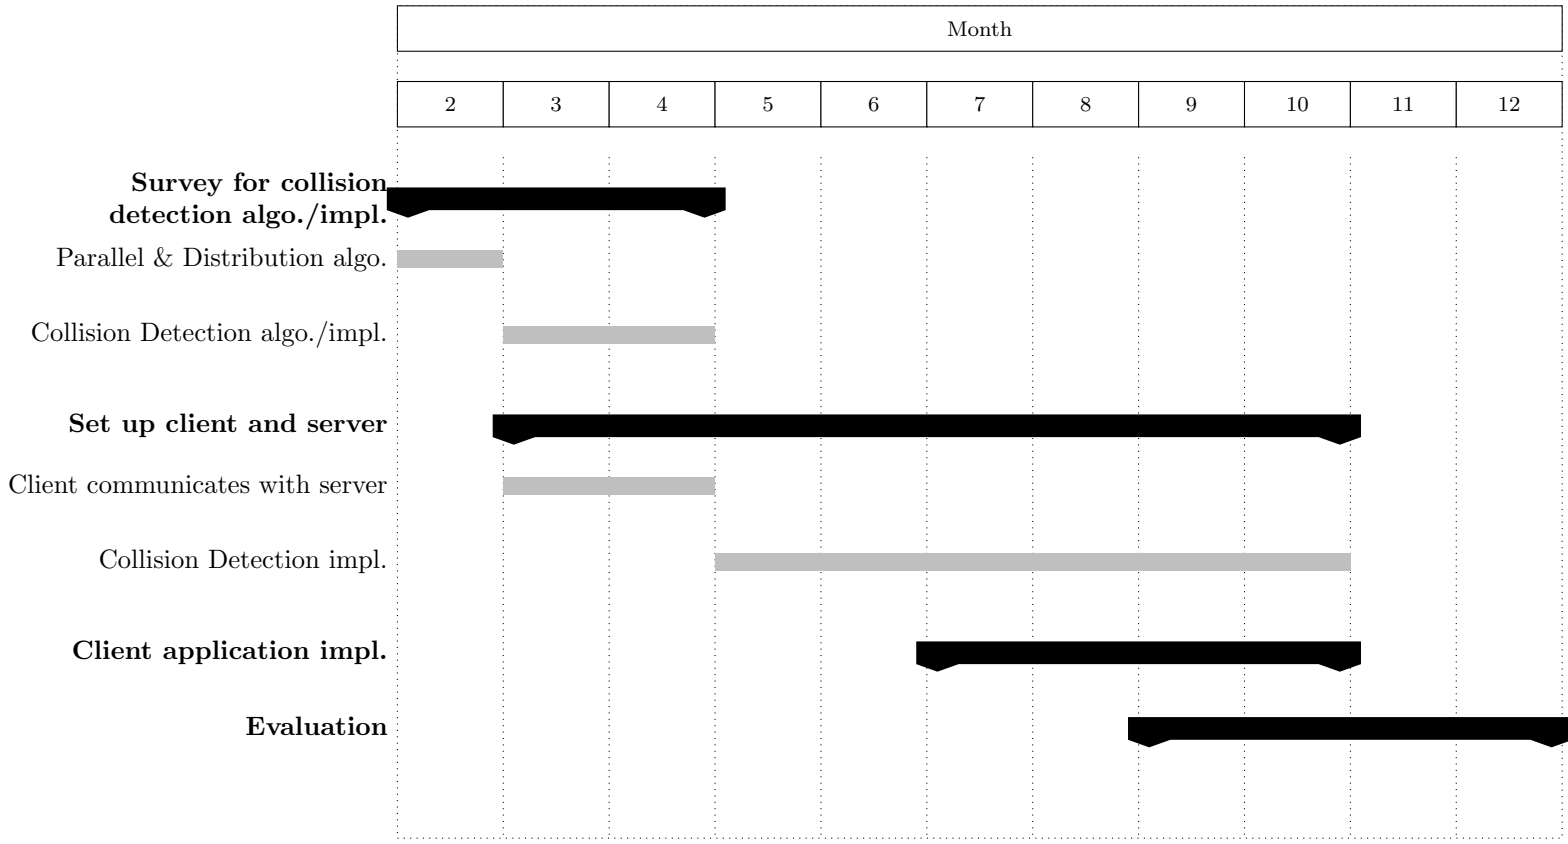 Month
2 3 4 5 6 7 8 9 10 11 12
Survey for collision
detection algo./impl.
Parallel & Distribution algo.
Collision Detection algo./impl.
Set up client and server
Client communicates with server
Collision Detection impl.
Client application impl.
Evaluation